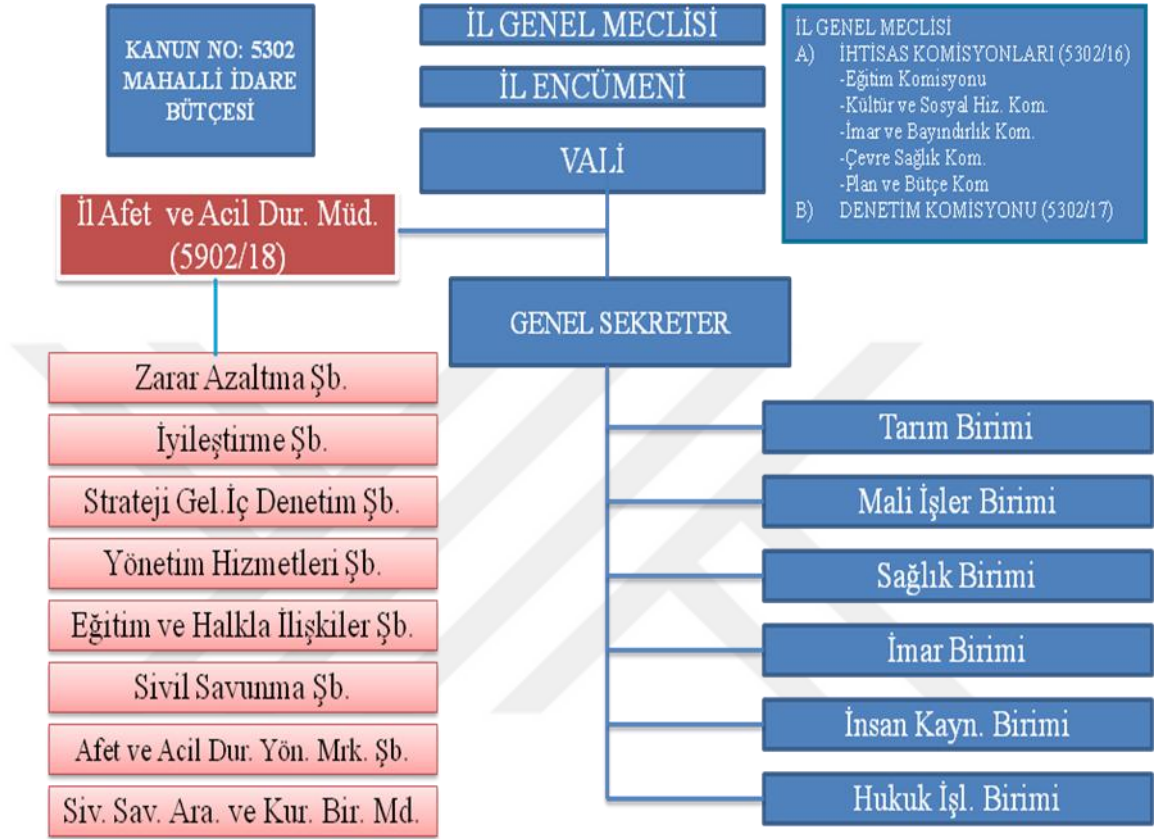 KANUN NO: 5302
MAHALLİ İDARE
BÜTÇESİ
İL GENEL MECLİSİ
İL ENCÜMENİ
VALİ
İL GENEL MECLİSİ
A) İHTİSAS KOMİSYONLARI (5302/16)
-Eğitim Komisyonu
-Kültür ve Sosyal Hiz. Kom.
-İmar ve Bayındırlık Kom.
-Çevre Sağlık Kom.
-Plan ve Bütçe Kom
B) DENETİM KOMİSYONU (5302/17)
İl Afet ve Acil Dur. Müd.
(5902/18)
GENEL SEKRETER
Zarar Azaltma Şb.
İyileştirme Şb.
Strateji Gel.İç Denetim Şb.
Yönetim Hizmetleri Şb.
Eğitim ve Halkla İlişkiler Şb.
Sivil Savunma Şb.
Afet ve Acil Dur. Yön. Mrk. Şb.
Siv. Sav. Ara. ve Kur. Bir. Md.
Tarım Birimi
Mali İşler Birimi
Sağlık Birimi
İmar Birimi
İnsan Kayn. Birimi
Hukuk İşl. Birimi